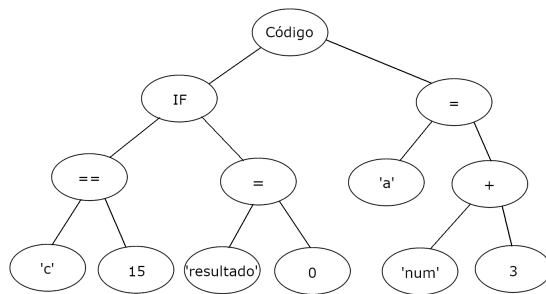 Código
IF
=
==
=
'a'
+
'c'
15
'resultado'
0
'num'
3